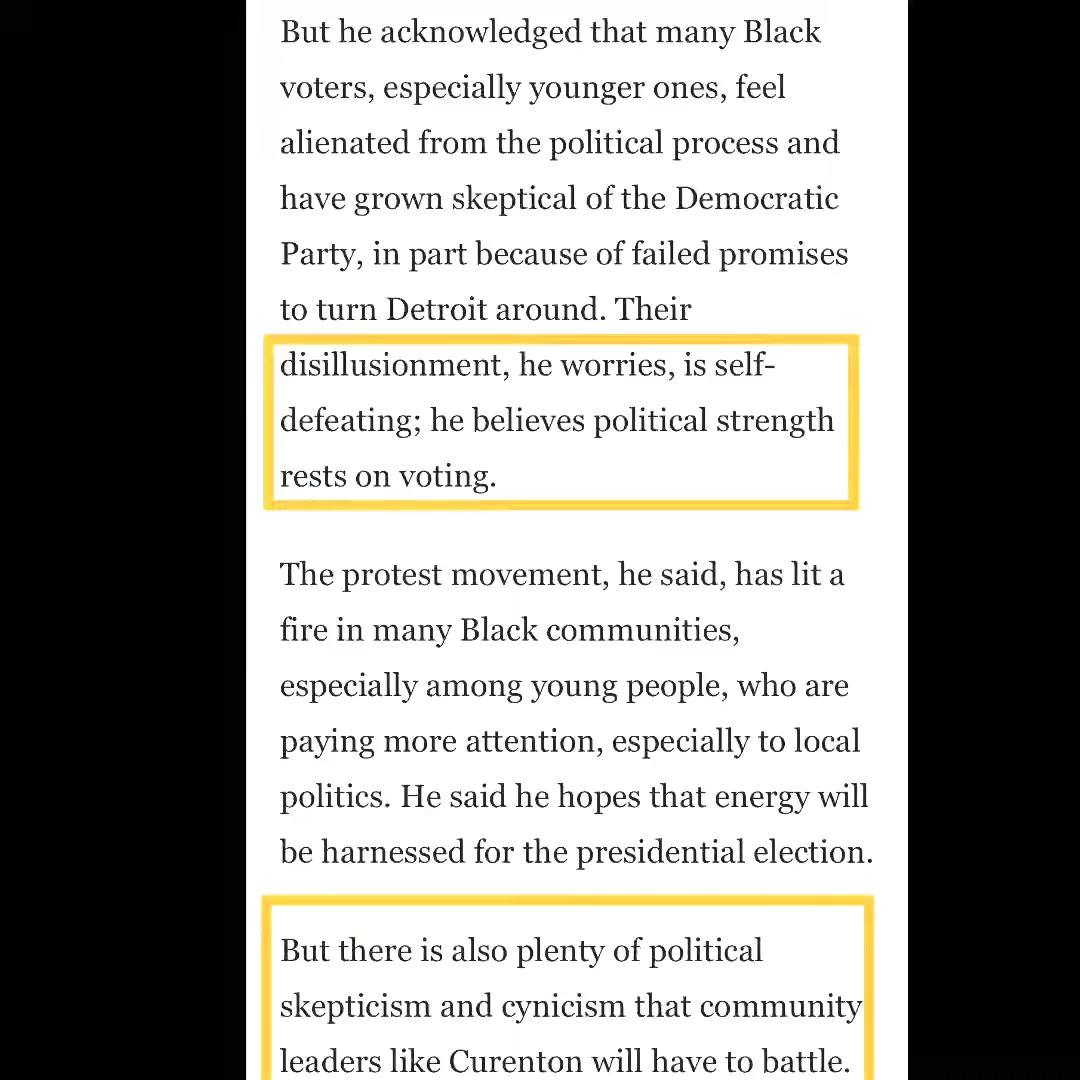 But he acknowledged that many Black
voters, especially younger ones, feel
alienated from the political process and
have grown skeptical of the Democratic
Party, in part because of failed promises
to turn Detroit around. Their
disillusionment, he worries, is self-
defeating; he believes political strength
rests on voting.
The protest movement, he said, has lit a
fire in many Black communities,
especially among young people, who are
paying more attention, especially to local
politics. He said he hopes that energy will
be harnessed for the presidential election.
But there is also plenty of political
skepticism and cynicism that community
leaders like Curenton will have to battle.